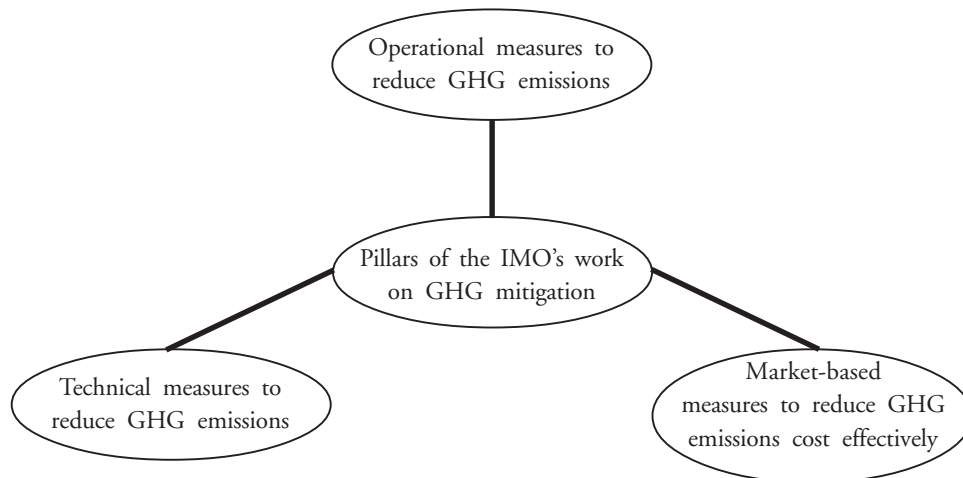 Operational measures to
reduce GHG emissions
Pillars of the IMO’s work
on GHG mitigation
Technical measures to
reduce GHG emissions
Market-based
measures to reduce GHG
emissions cost effectively